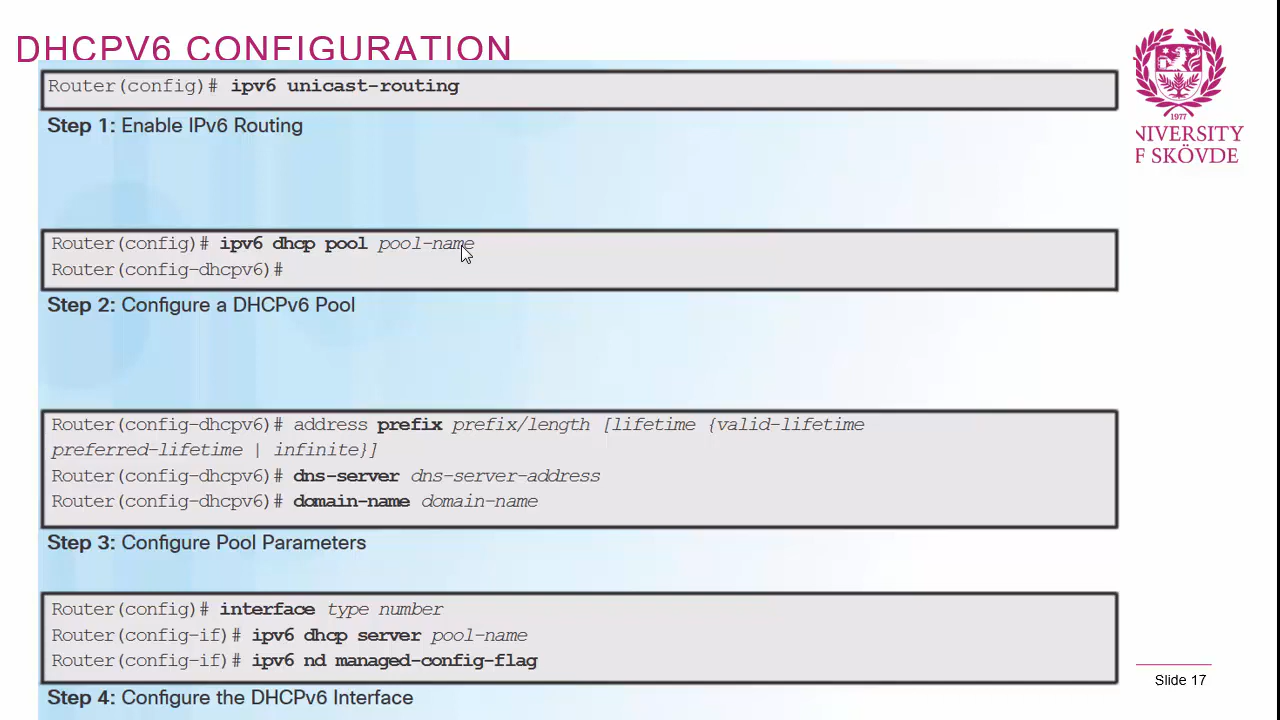 DHCPV6 CONFIGURATION
Router(config)# ipv6 unicast-routing
Step 1: Enable IPv6 Routing
1977
NIVERSITY
F SKÖVDE
Router(config)# ipv6 dhcp pool pool-name
Router(config-dhcpv6)#
Step 2: Configure a DHCPv6 Pool
Router(config-dhcpv6)# address prefix prefix/length [lifetime {valid-lifetime
preferred-lifetime | infinite}]
Router(config-dhcpv6)# dns-server dns-server-address
Router(config-dhcpv6)# domain-name domain-name
Step 3: Configure Pool Parameters
Router(config)# interface type number
Router(config-if)# ipv6 dhcp server pool-name
Router(config-if)# ipv6 nd managed-config-flag
Step 4: Configure the DHCPv6 Interface
Slide 17